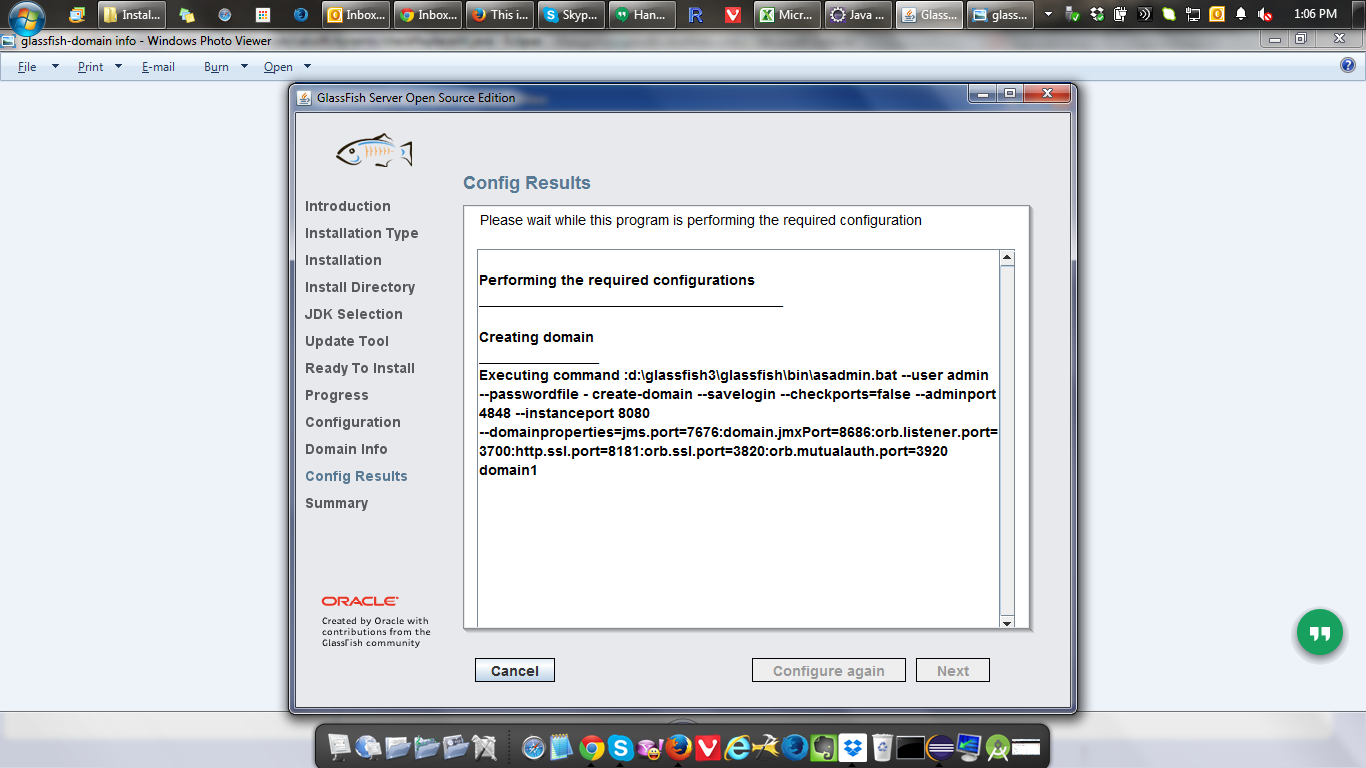 Instal...
Inbox...
Inbox...
This i...
Skyp...
Han...
Micr...
Java ...
Glass...
glass...
1:06 PM
glassfish-domain info - Windows Photo Viewer
File
Print
E-mail
Burn
Open
GlassFish Server Open Source Edition
Config Results
Introduction
Installation Type
Installation
Install Directory
JDK Selection
Update Tool
Ready To Install
Progress
Configuration
Domain Info
Config Results
Summary
Please wait while this program is performing the required configuration
Performing the required configurations
Creating domain
Executing command :d:\glassfish3\glassfish\bin\asadmin.bat --user admin
--passwordfile - create-domain --savelogin --checkports=false --adminport
4848 --instanceport 8080
--domainproperties=jms.port=7676:domain.jmxPort=8686:orb.listener.port=
3700:http.ssl.port=8181:orb.ssl.port=3820:orb.mutualauth.port=3920
domain1
ORACLE
Created by Oracle with
contributions from the
GlassFish community
Cancel
Configure again
Next